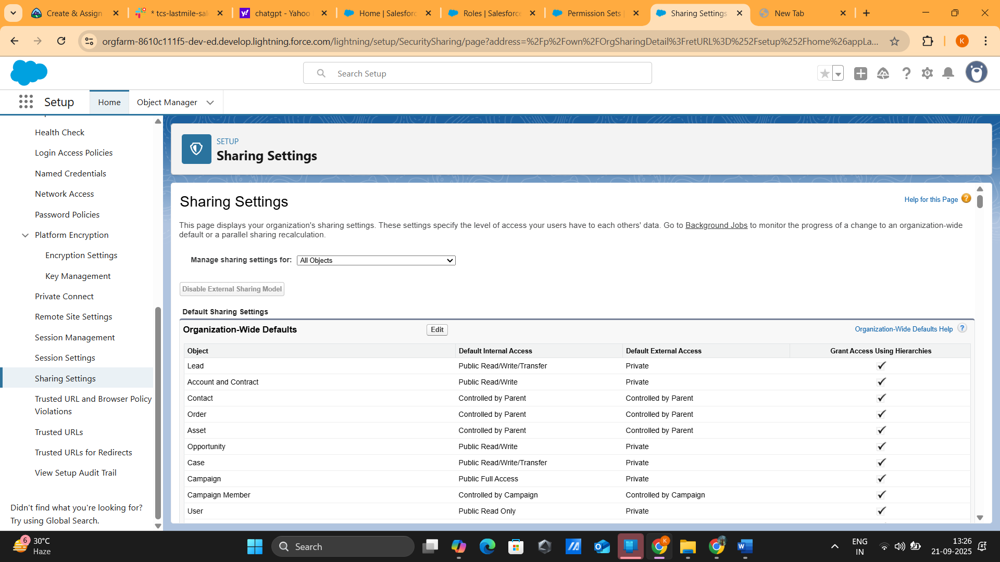 Create & Assign
* tcs-lastmile-sal
chatgpt - Yahoo
Home | Salesforc
Roles | Salesforce
Permission Sets |
Sharing Settings
New Tab
orgfarm-8610c111f5-dev-ed.develop.lightning.force.com/lightning/setup/SecuritySharing/page?address=%2Fp%2Fown%2FOrgSharingDetail%3FretURL%3D%252Fsetup%252Fhome%26appLa...
K
Search Setup
Setup
Home
Object Manager
Health Check
Login Access Policies
Named Credentials
Network Access
Password Policies
Platform Encryption
Encryption Settings
Key Management
Private Connect
Remote Site Settings
Session Management
Session Settings
Sharing Settings
Trusted URL and Browser Policy
Violations
Trusted URLs
Trusted URLs for Redirects
View Setup Audit Trail
Didn't find what you're looking for?
Try using Global Search.
SETUP
Sharing Settings
Sharing Settings
Help for this Page ?
This page displays your organization's sharing settings. These settings specify the level of access your users have to each others' data. Go to Background Jobs to monitor the progress of a change to an organization-wide
default or a parallel sharing recalculation.
Manage sharing settings for: All Objects
Disable External Sharing Model
Default Sharing Settings
Organization-Wide Defaults Edit Organization-Wide Defaults Help ?
Object Default Internal Access Default External Access Grant Access Using Hierarchies
Lead Public Read/Write/Transfer Private
Account and Contract Public Read/Write Private
Contact Controlled by Parent Controlled by Parent
Order Controlled by Parent Controlled by Parent
Asset Controlled by Parent Controlled by Parent
Opportunity Public Read/Write Private
Case Public Read/Write/Transfer Private
Campaign Public Full Access Private
Campaign Member Controlled by Campaign Controlled by Campaign
User Public Read Only Private
6
30°C
Haze
Search
K
ENG
IN
13:26
21-09-2025